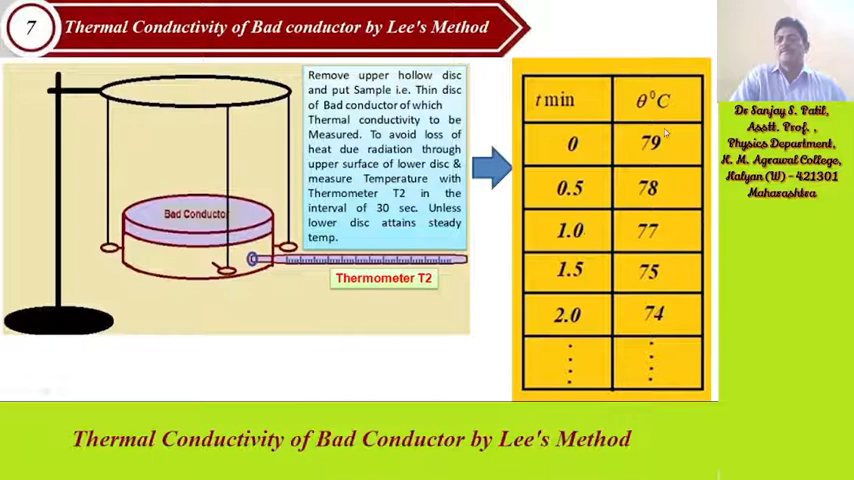 7
Thermal Conductivity of Bad conductor by Lee's Method
Remove upper hollow disc
and put Sample i.e. Thin disc
of Bad conductor of which
Thermal conductivity to be
Measured. To avoid loss of
heat due radiation through
upper surface of lower disc &
measure Temperature with
Thermometer T2 in the
interval of 30 sec. Unless
lower disc attains steady
temp.
Bad Conductor
Thermometer T2
t min θ⁰C
0 79
0.5 78
1.0 77
1.5 75
2.0 74
Dr Sanjay S. Patil,
Asstt. Prof. ,
Physics Department,
K. M. Agrawal College,
Kalyan (W) - 421301
Maharashtra
Thermal Conductivity of Bad Conductor by Lee's Method